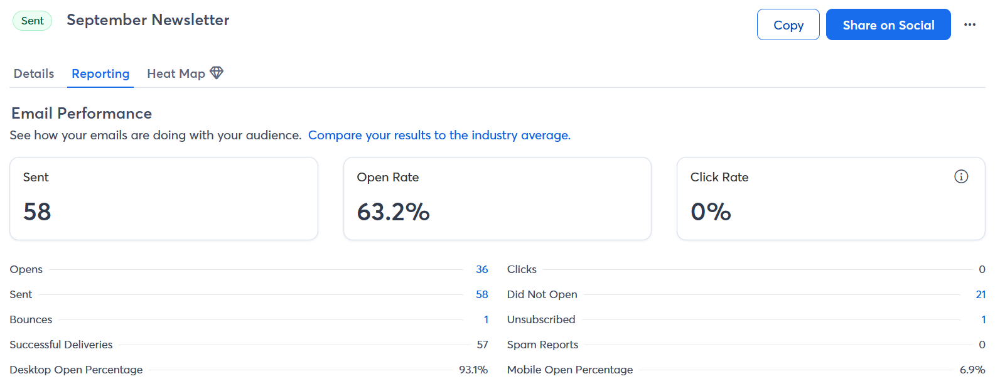 Sent September Newsletter Copy Share on Social ...
Details Reporting Heat Map
Email Performance
See how your emails are doing with your audience. Compare your results to the industry average.
Sent Open Rate Click Rate
58 63.2% 0%
Opens 36 Clicks 0
Sent 58 Did Not Open 21
Bounces 1 Unsubscribed 1
Successful Deliveries 57 Spam Reports 0
Desktop Open Percentage 93.1% Mobile Open Percentage 6.9%